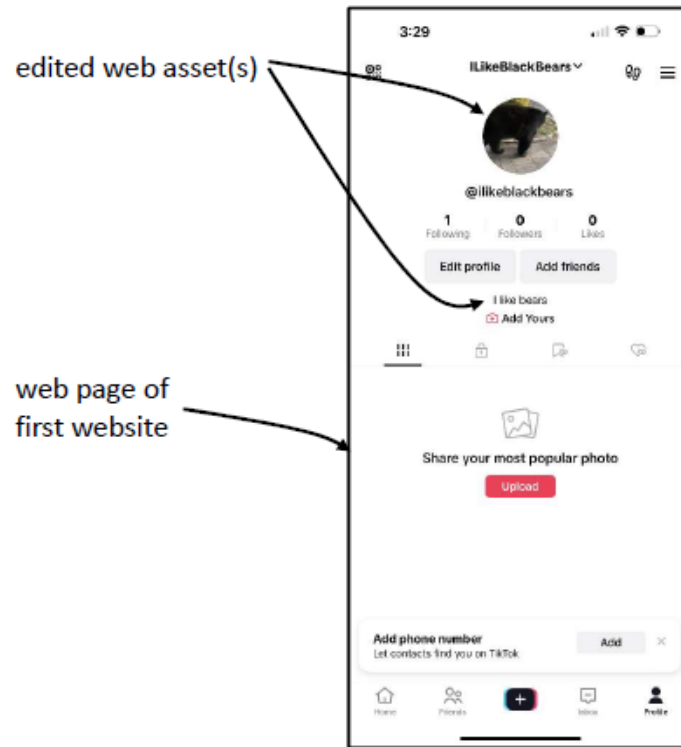 edited web asset(s)
web page of
first website
3:29
ILikeBlackBears
@ilikeblackbears
1 0 0
Following Followers Likes
Edit profile Add friends
I like bears
Add Yours
Share your most popular photo
Upload
Add phone number
Let contacts find you on TikTok
Add
Home Friends Inbox Profile